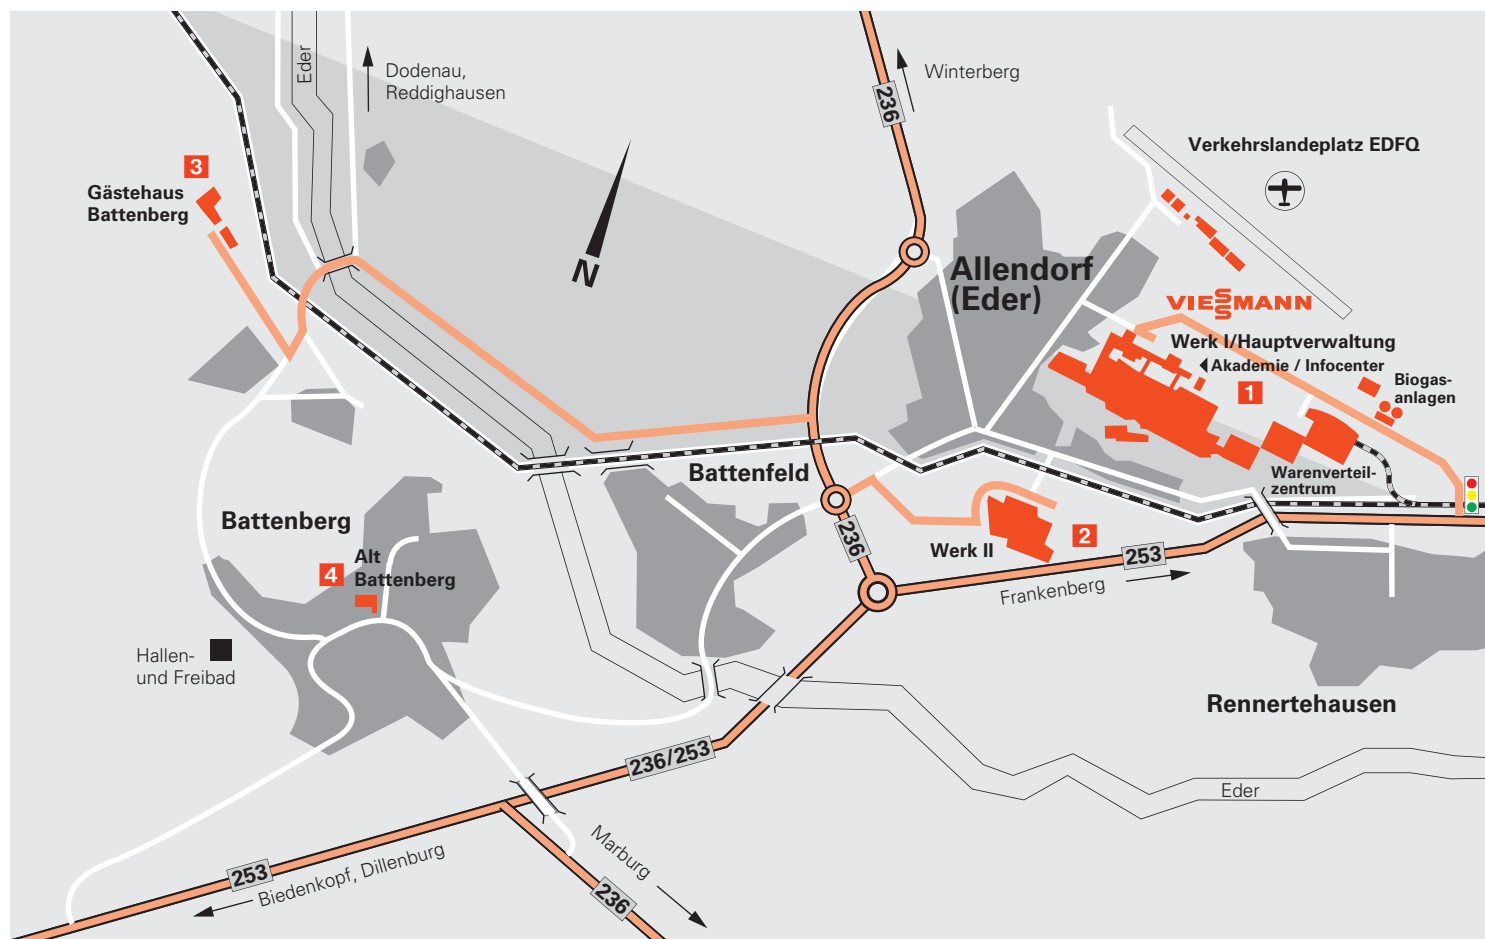 Eder
Dodenau,
Reddighausen
236
Winterberg
Verkehrslandeplatz EDFQ
3
Gästehaus
Battenberg
N
Allendorf
(Eder)
VIESSMANN
Werk I/Hauptverwaltung
Akademie / Infocenter
1
Biogas-
anlagen
Warenverteil-
zentrum
Battenfeld
Battenberg
236
Werk II
2
253
Frankenberg
4
Alt
Battenberg
Hallen-
und Freibad
Rennertehausen
236/253
Eder
253
Biedenkopf, Dillenburg
Marburg
236